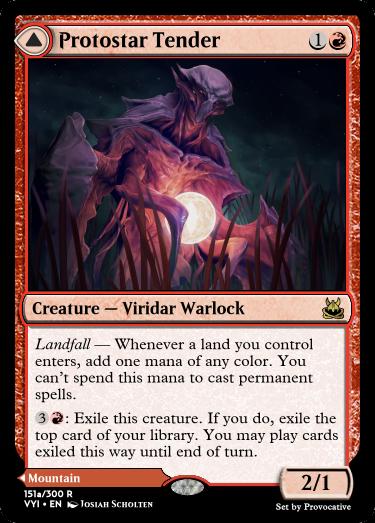 Protostar Tender 1
Creature — Viridar Warlock
Landfall — Whenever a land you control
enters, add one mana of any color. You
can't spend this mana to cast permanent
spells.
3 : Exile this creature. If you do, exile the
top card of your library. You may play cards
exiled this way until end of turn.
Mountain
2/1
151a/300 R
VYI • EN Josiah Scholten
Set by Provocative